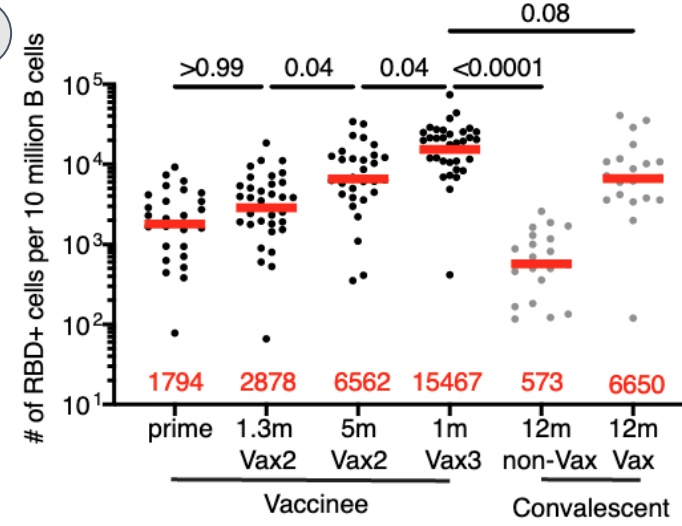 0.08
>0.99 0.04 0.04 <0.0001
# of RBD+ cells per 10 million B cells
10⁵
10⁴
10³
10²
10¹
1794 2878 6562 15467 573 6650
prime 1.3m 5m 1m 12m 12m
Vax2 Vax2 Vax3 non-Vax Vax
Vaccinee Convalescent